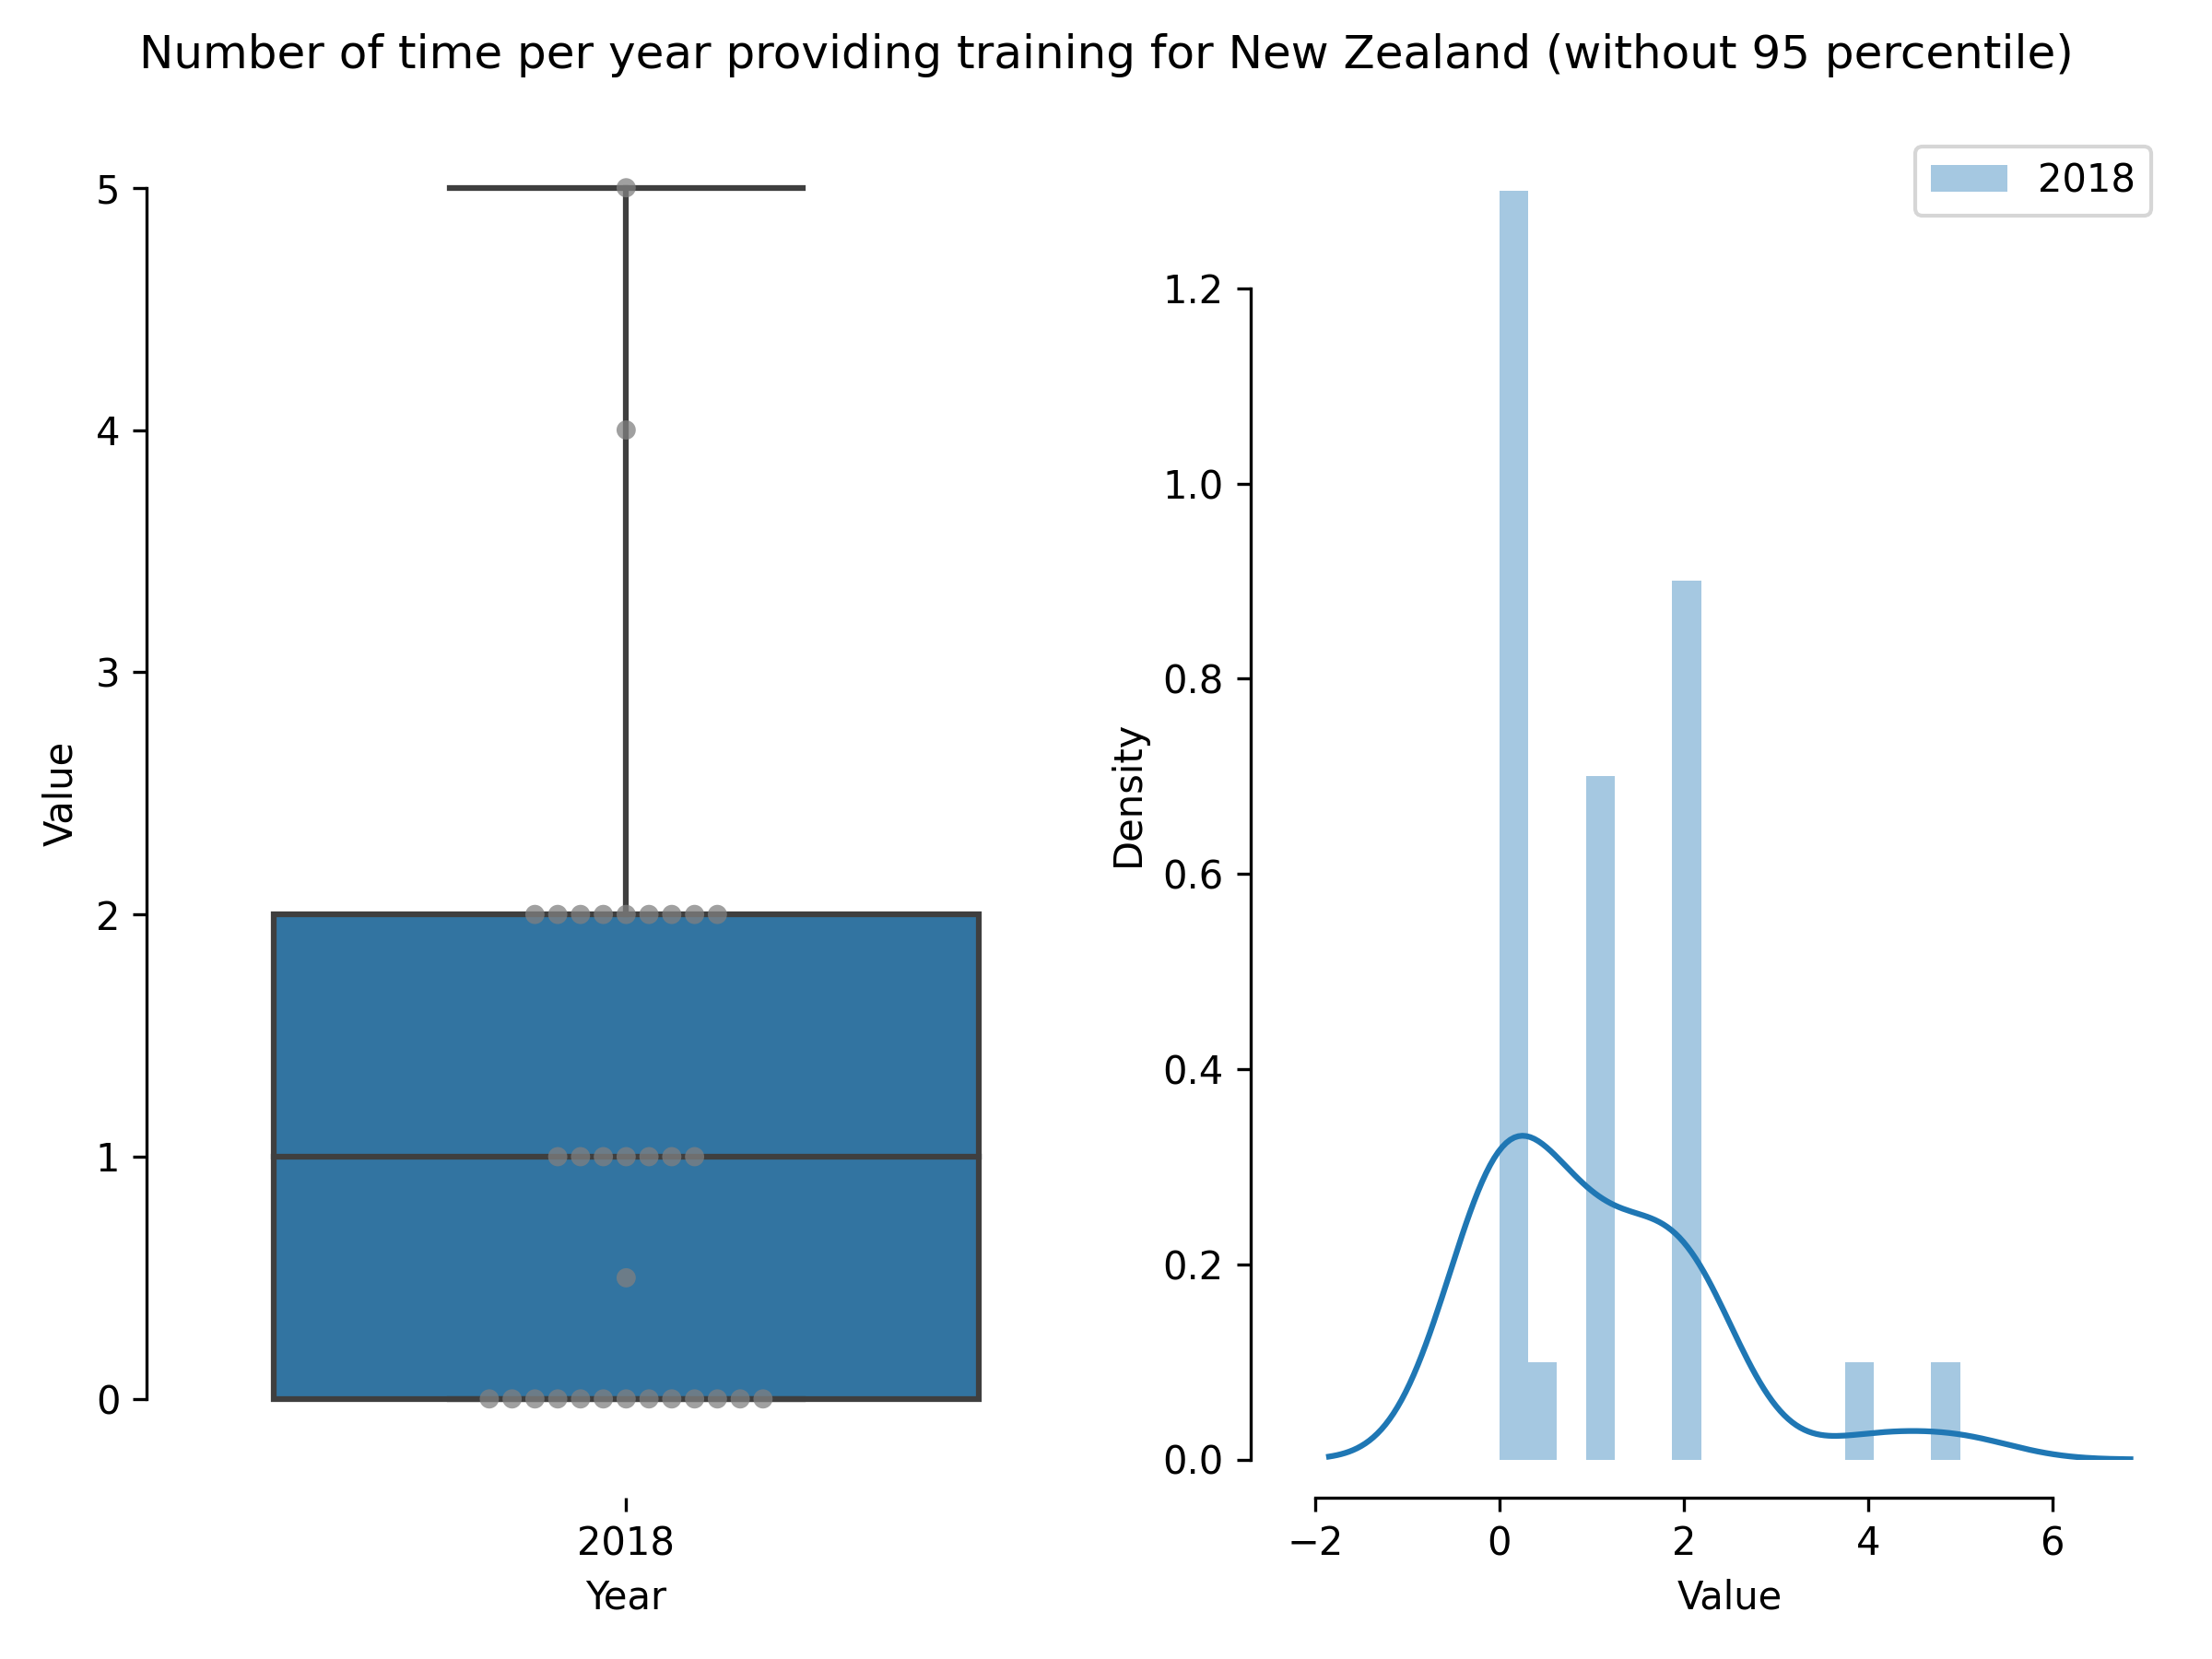 Number of time per year providing training for New Zealand (without 95 percentile)
5
4
3
2
1
0
Value
2018
Year
2018
1.2
1.0
0.8
0.6
0.4
0.2
0.0
Density
−2 0 2 4 6
Value